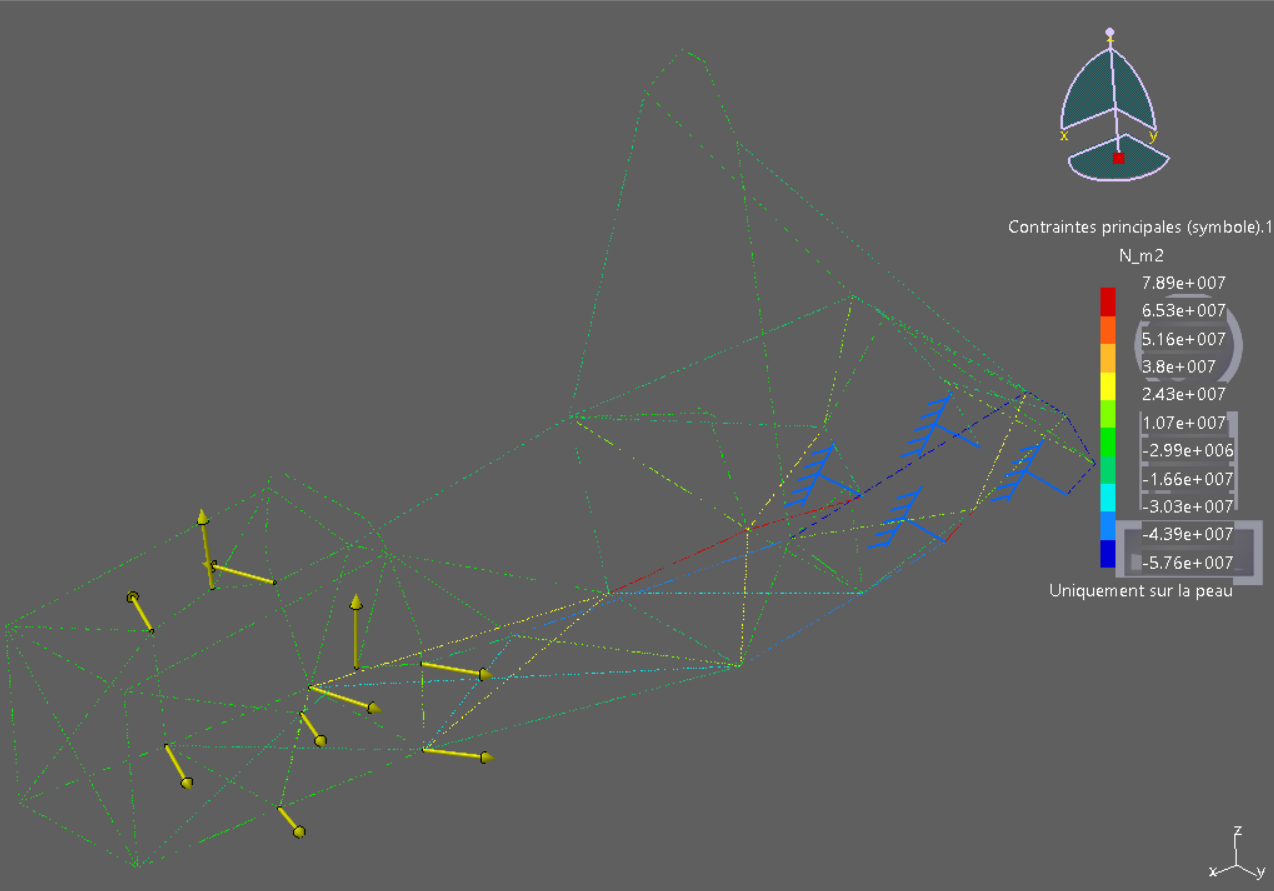 z
x
y
Contraintes principales (symbole).1
N_m2
7.89e+007
6.53e+007
5.16e+007
3.8e+007
2.43e+007
1.07e+007
-2.99e+006
-1.66e+007
-3.03e+007
-4.39e+007
-5.76e+007
Uniquement sur la peau
z
x
y